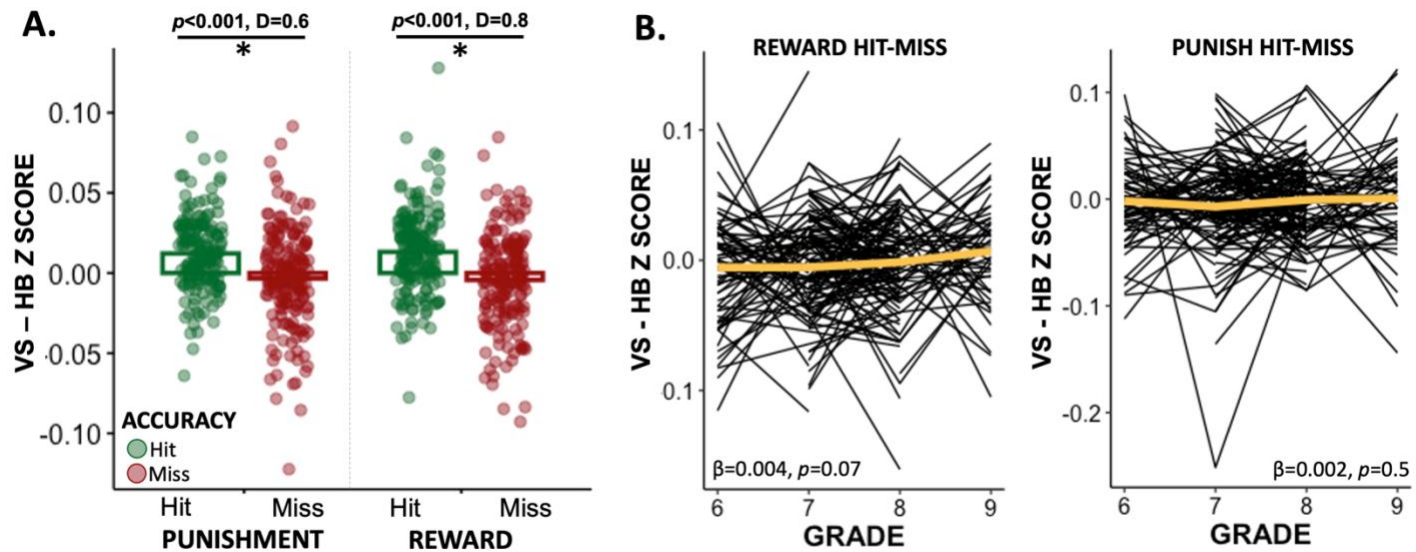 A.
p<0.001, D=0.6
*
p<0.001, D=0.8
*
VS – HB Z SCORE
0.10
0.05
0.00
0.05
-0.10
ACCURACY
Hit
Miss
Hit
Miss
Hit
Miss
PUNISHMENT
REWARD
B.
REWARD HIT-MISS
VS - HB Z SCORE
0.1
0.0
0.1
β=0.004, p=0.07
6
7
8
9
GRADE
PUNISH HIT-MISS
VS - HB Z SCORE
0.1
0.0
-0.1
-0.2
β=0.002, p=0.5
6
7
8
9
GRADE